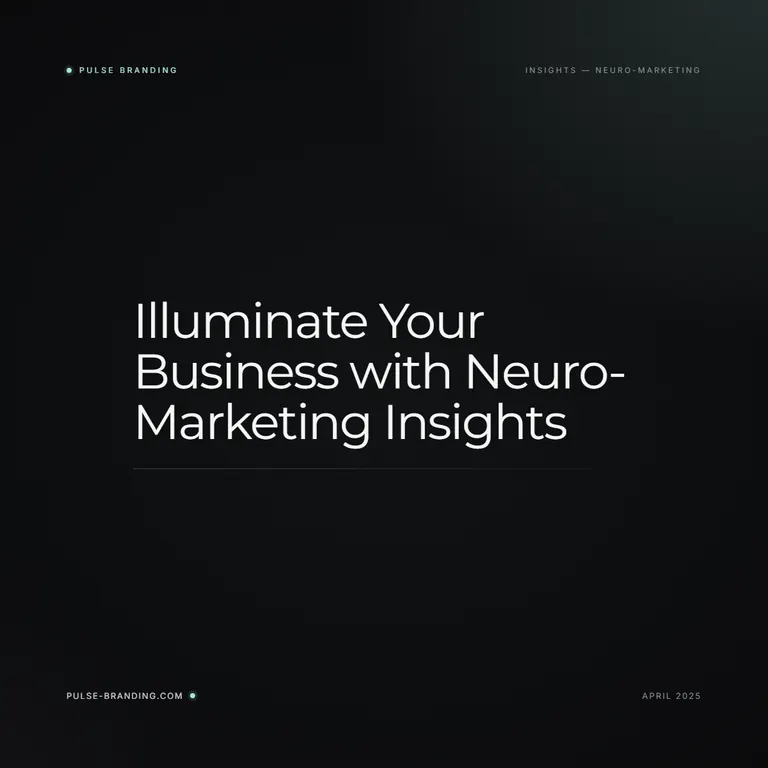 PULSE BRANDING
INSIGHTS — NEURO-MARKETING
Illuminate Your
Business with Neuro-
Marketing Insights
PULSE-BRANDING.COM
APRIL 2025